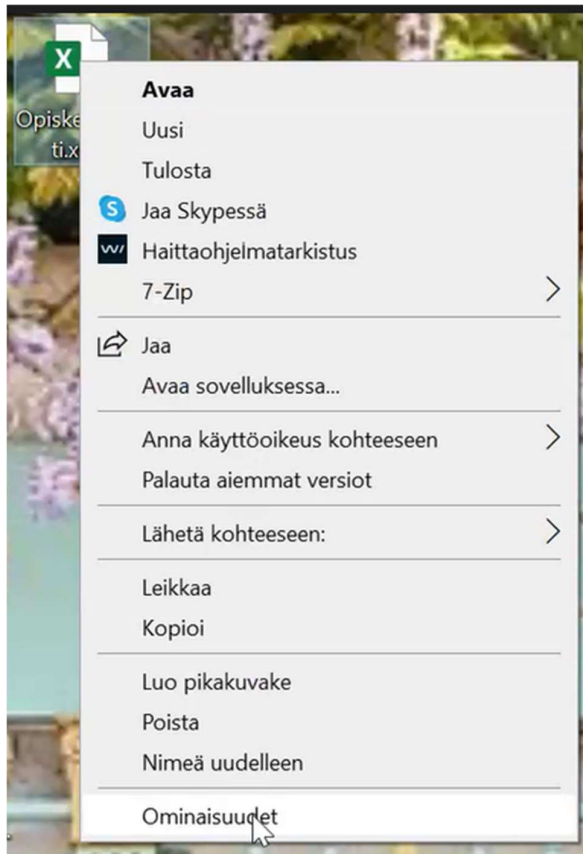 X
Opiske
ti.x
Avaa
Uusi
Tulosta
S Jaa Skypessä
Haittaohjelmatarkistus
7-Zip
Jaa
Avaa sovelluksessa...
Anna käyttöoikeus kohteeseen
Palauta aiemmat versiot
Lähetä kohteeseen:
Leikkaa
Kopioi
Luo pikakuvake
Poista
Nimeä uudelleen
Ominaisuudet